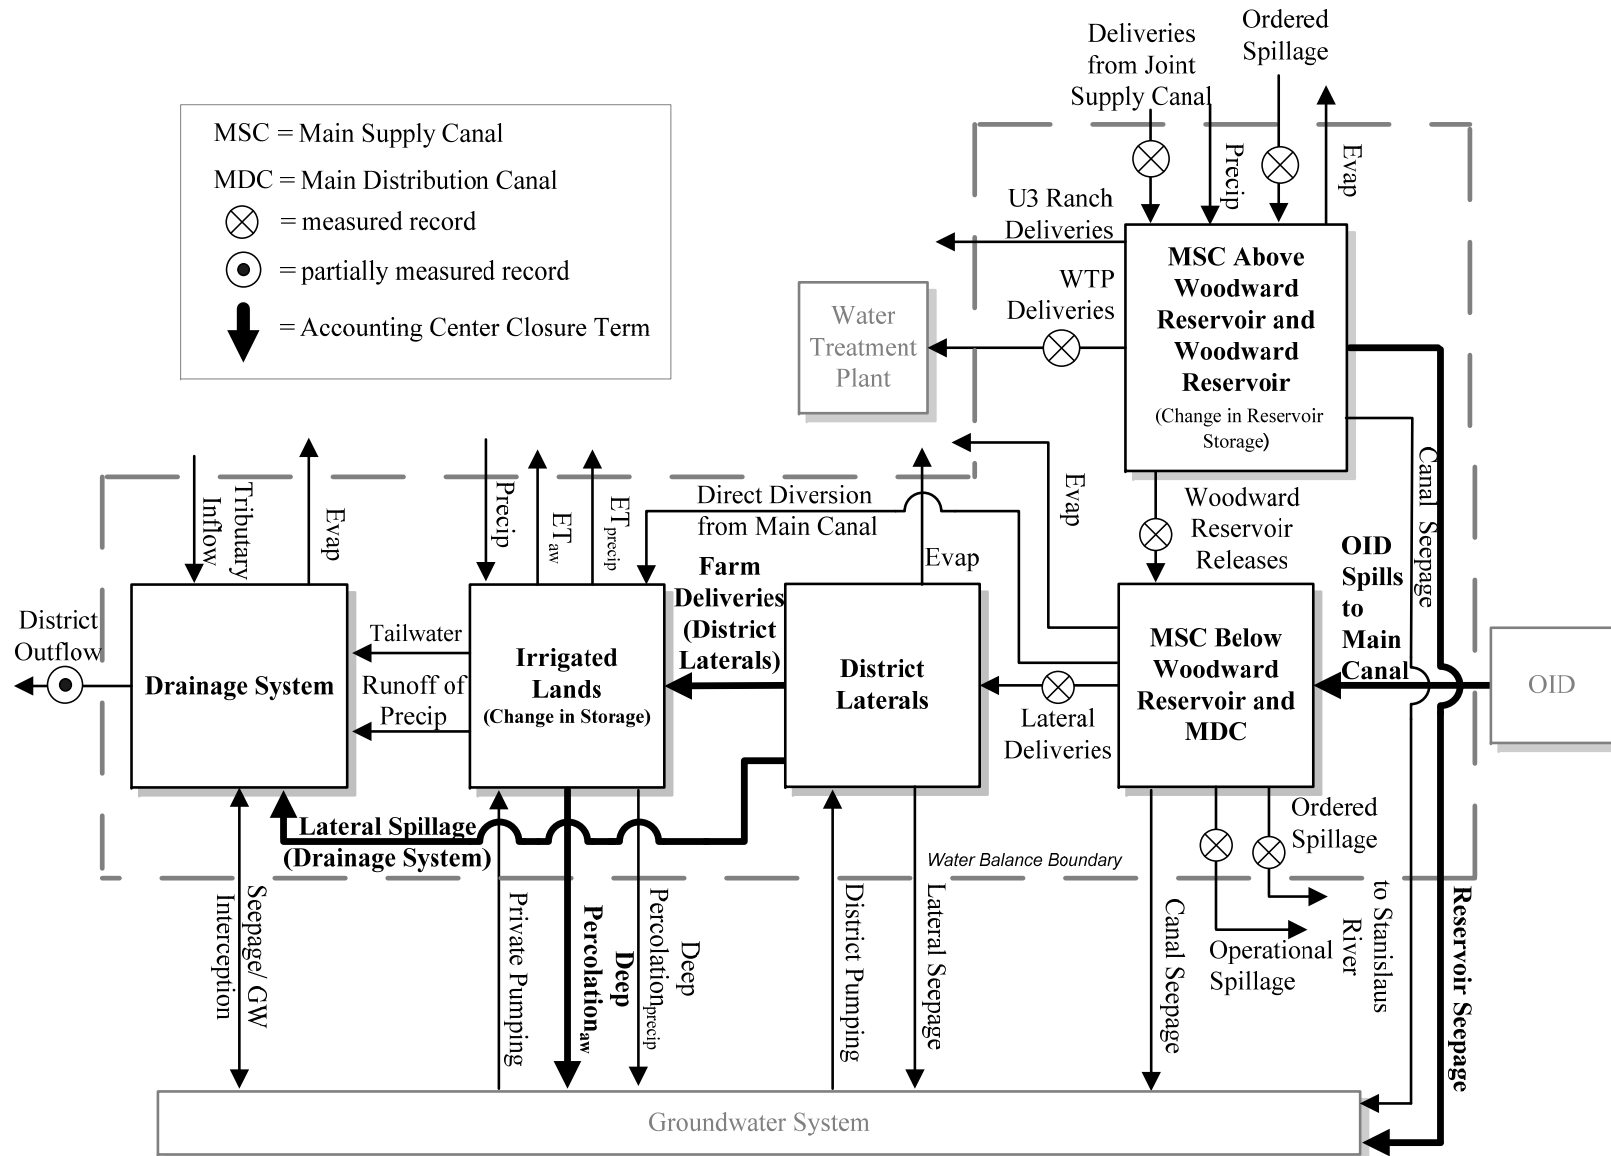 Deliveries
from Joint
Supply Canal
Ordered
Spillage
Precip
Evap
MSC = Main Supply Canal
MDC = Main Distribution Canal
= measured record
= partially measured record
= Accounting Center Closure Term
U3 Ranch
Deliveries
WTP
Deliveries
Water
Treatment
Plant
MSC Above
Woodward
Reservoir and
Woodward
Reservoir
(Change in Reservoir
Storage)
Canal Seepage
Tributary
Inflow
Evap
Precip
ETaw
ETprecip
Direct Diversion
from Main Canal
Evap
Evap
Woodward
Reservoir
Releases
OID
Spills
to
Main
Canal
District
Outflow
Drainage System
Tailwater
Runoff of
Precip
Irrigated
Lands
(Change in Storage)
Farm
Deliveries
(District
Laterals)
District
Laterals
Lateral
Deliveries
MSC Below
Woodward
Reservoir and
MDC
OID
Lateral Spillage
(Drainage System)
Water Balance Boundary
Ordered
Spillage
to Stanislaus
River
Operational
Spillage
Seepage/ GW
Interception
Private Pumping
Deep
Percolationaw
Deep
Percolationprecip
District Pumping
Lateral Seepage
Canal Seepage
Reservoir Seepage
Groundwater System